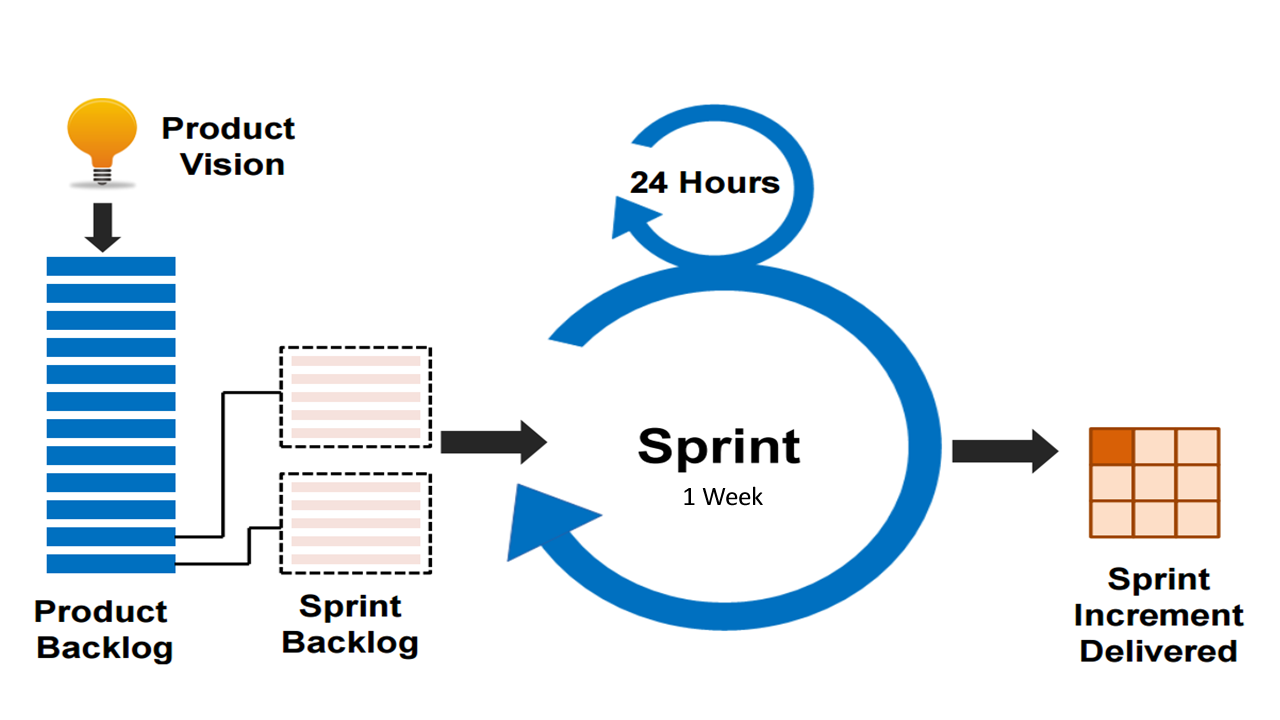 Product
Vision
24 Hours
Sprint
1 Week
Product
Backlog
Sprint
Backlog
Sprint
Increment
Delivered